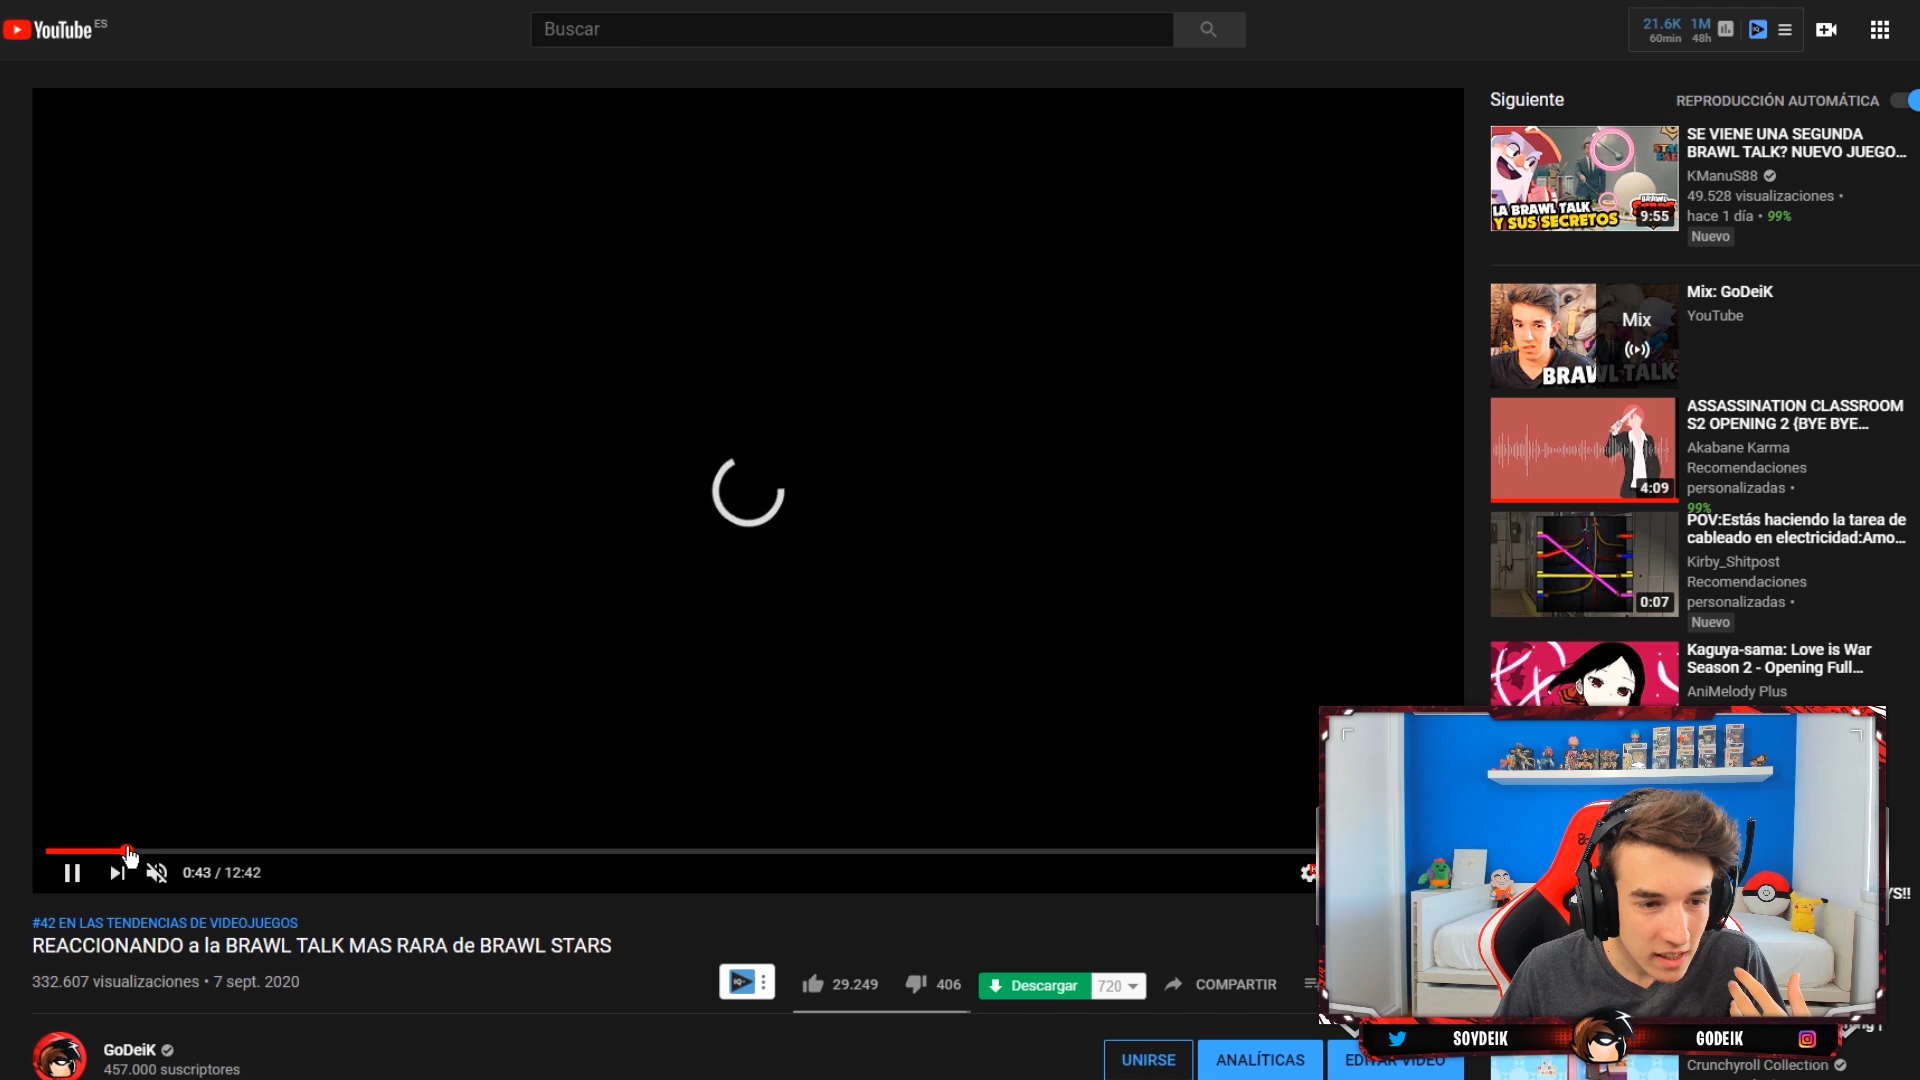 YouTube ES
Buscar
21.6K 1M
60min 48h
Siguiente
REPRODUCCIÓN AUTOMÁTICA
LA BRAWL TALK
Y SUS SECRETOS
9:55
SE VIENE UNA SEGUNDA
BRAWL TALK? NUEVO JUEGO...
KManuS88
49.528 visualizaciones •
hace 1 día • 99%
Nuevo
Mix
BRAWL TALK
Mix: GoDeiK
YouTube
4:09
ASSASSINATION CLASSROOM
S2 OPENING 2 {BYE BYE...
Akabane Karma
Recomendaciones
personalizadas •
99%
0:07
POV:Estás haciendo la tarea de
cableado en electricidad:Amo...
Kirby_Shitpost
Recomendaciones
personalizadas •
Nuevo
Kaguya-sama: Love is War
Season 2 - Opening Full...
AniMelody Plus
0:43 / 12:42
#42 EN LAS TENDENCIAS DE VIDEOJUEGOS
REACCIONANDO a la BRAWL TALK MAS RARA de BRAWL STARS
332.607 visualizaciones • 7 sept. 2020
29.249
406
Descargar 720
COMPARTIR
GoDeiK
457.000 suscriptores
UNIRSE
ANALÍTICAS
EDITAR VÍDEO
SOYDEIK
GODEIK
Crunchyroll Collection